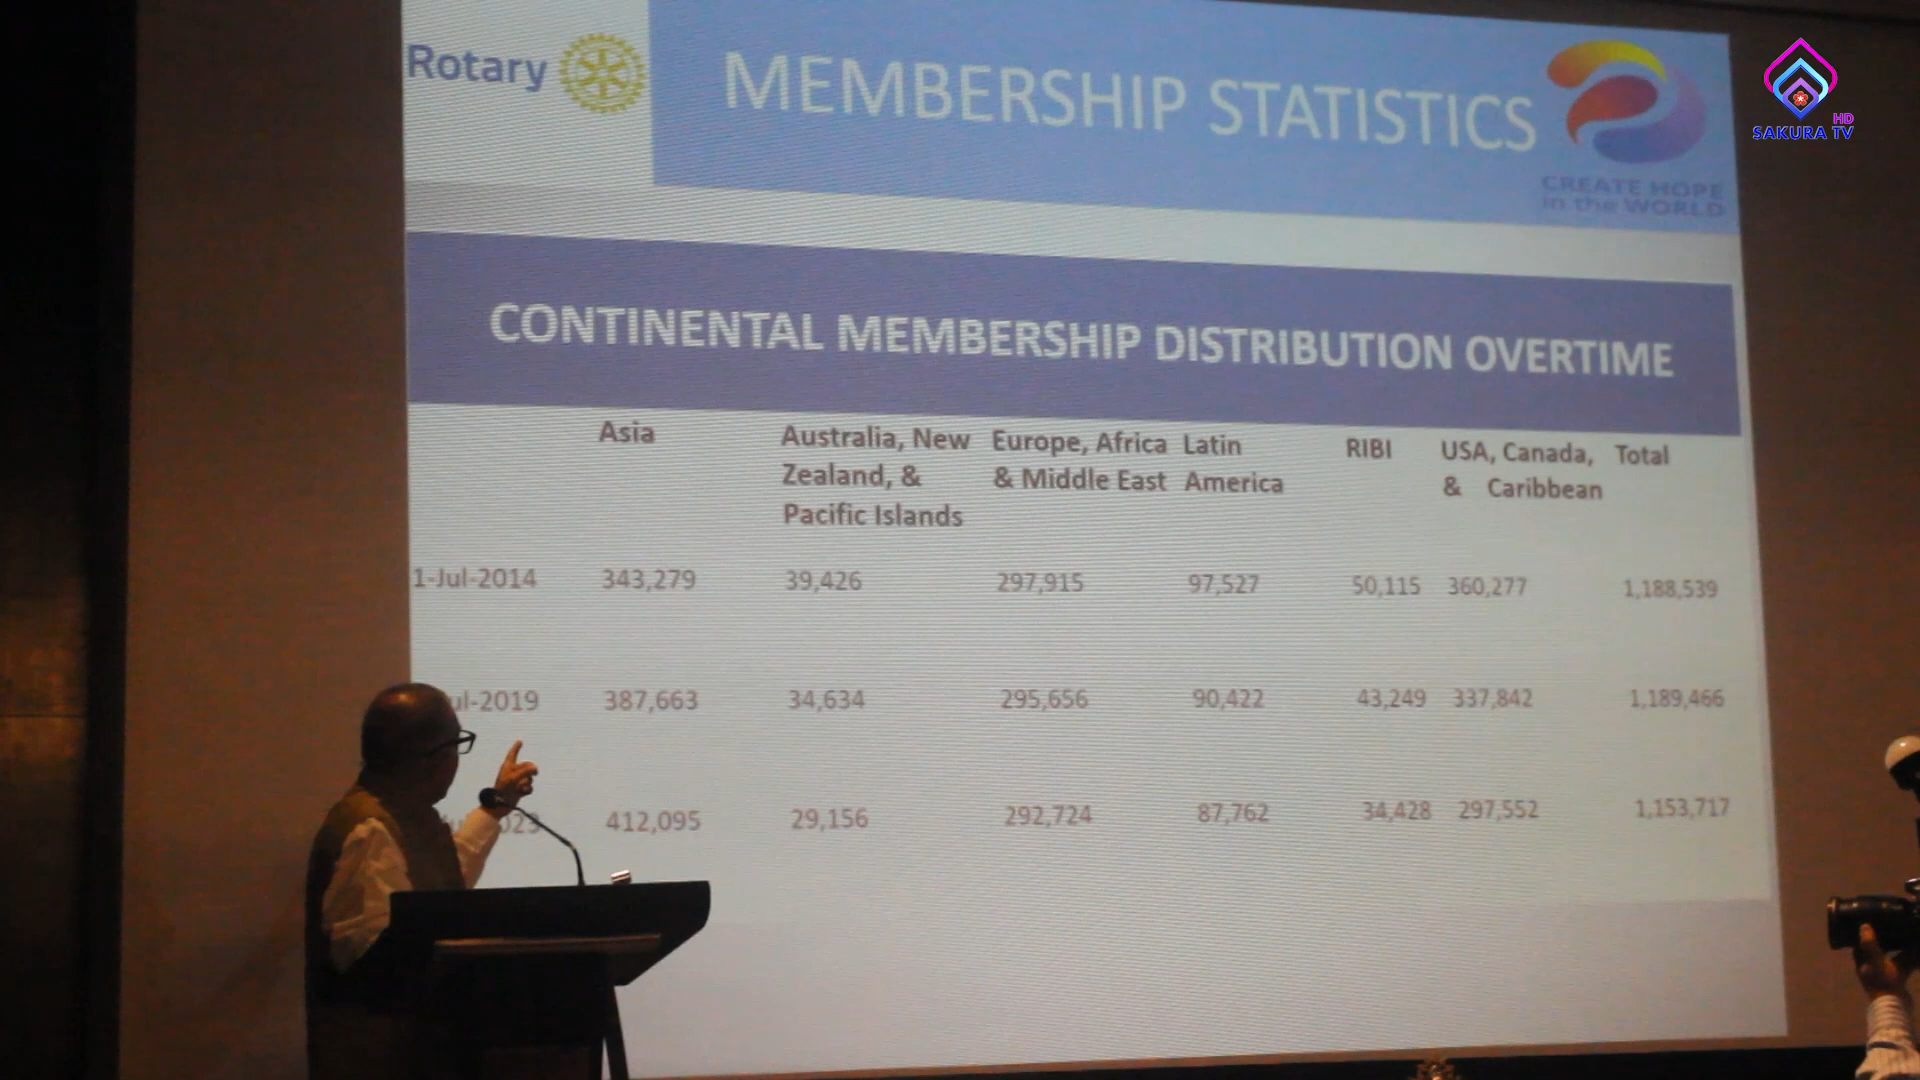 Rotary
MEMBERSHIP STATISTICS
CREATE HOPE
in the WORLD
HD
SAKURA TV
CONTINENTAL MEMBERSHIP DISTRIBUTION OVERTIME
Asia Australia, New Europe, Africa Latin RIBI USA, Canada, Total
Zealand, & & Middle East America & Caribbean
Pacific Islands
1-Jul-2014 343,279 39,426 297,915 97,527 50,115 360,277 1,188,539
ul-2019 387,663 34,634 295,656 90,422 43,249 337,842 1,189,466
023 412,095 29,156 292,724 87,762 34,428 297,552 1,153,717